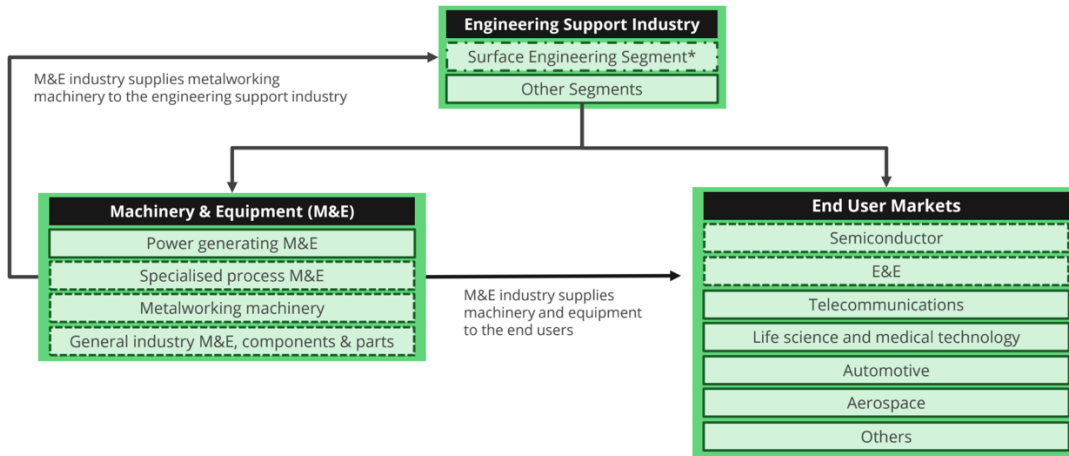 Engineering Support Industry
Surface Engineering Segment*
Other Segments
M&E industry supplies metalworking
machinery to the engineering support industry
Machinery & Equipment (M&E)
Power generating M&E
Specialised process M&E
Metalworking machinery
General industry M&E, components & parts
M&E industry supplies
machinery and equipment
to the end users
End User Markets
Semiconductor
E&E
Telecommunications
Life science and medical technology
Automotive
Aerospace
Others